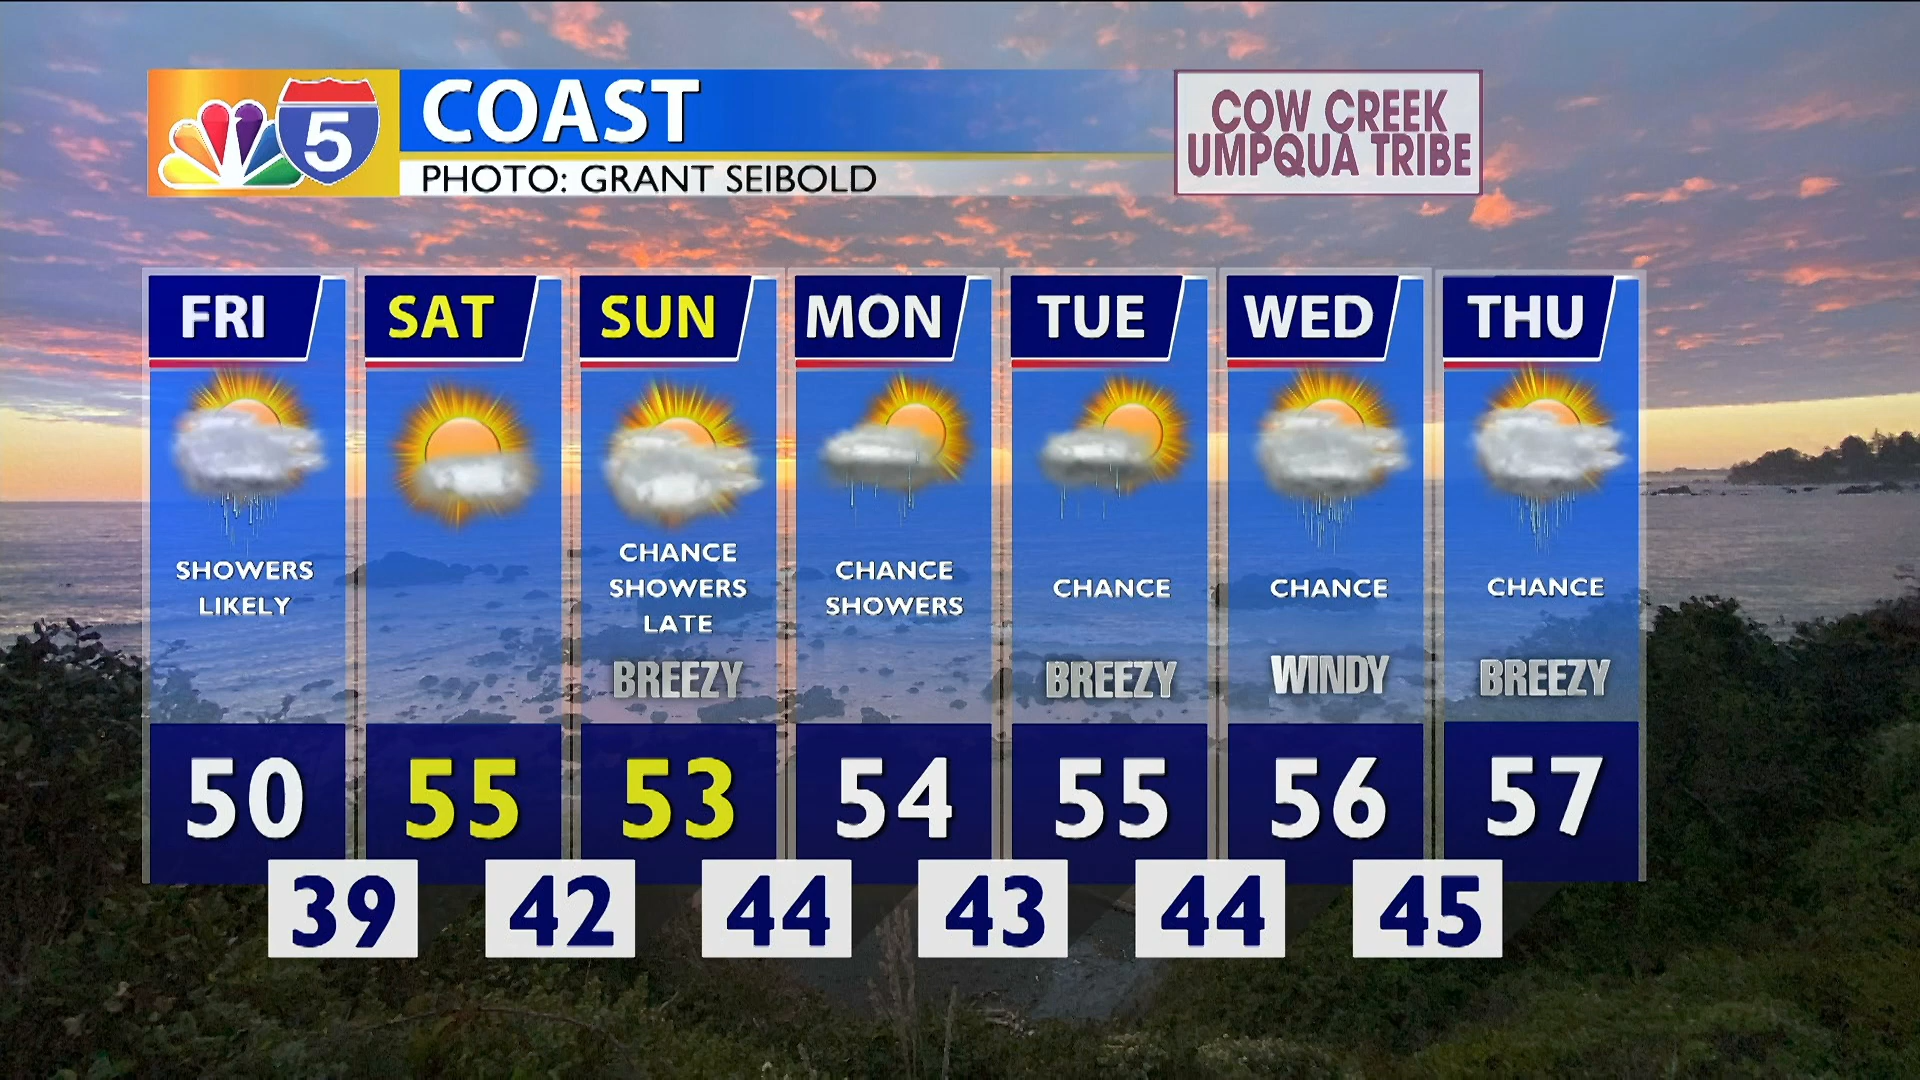 5
COAST
PHOTO: GRANT SEIBOLD
COW CREEK
UMPQUA TRIBE
FRI
SHOWERS
LIKELY
50
39
SAT
55
42
SUN
CHANCE
SHOWERS
LATE
BREEZY
53
44
MON
CHANCE
SHOWERS
54
43
TUE
CHANCE
BREEZY
55
44
WED
CHANCE
WINDY
56
45
THU
CHANCE
BREEZY
57